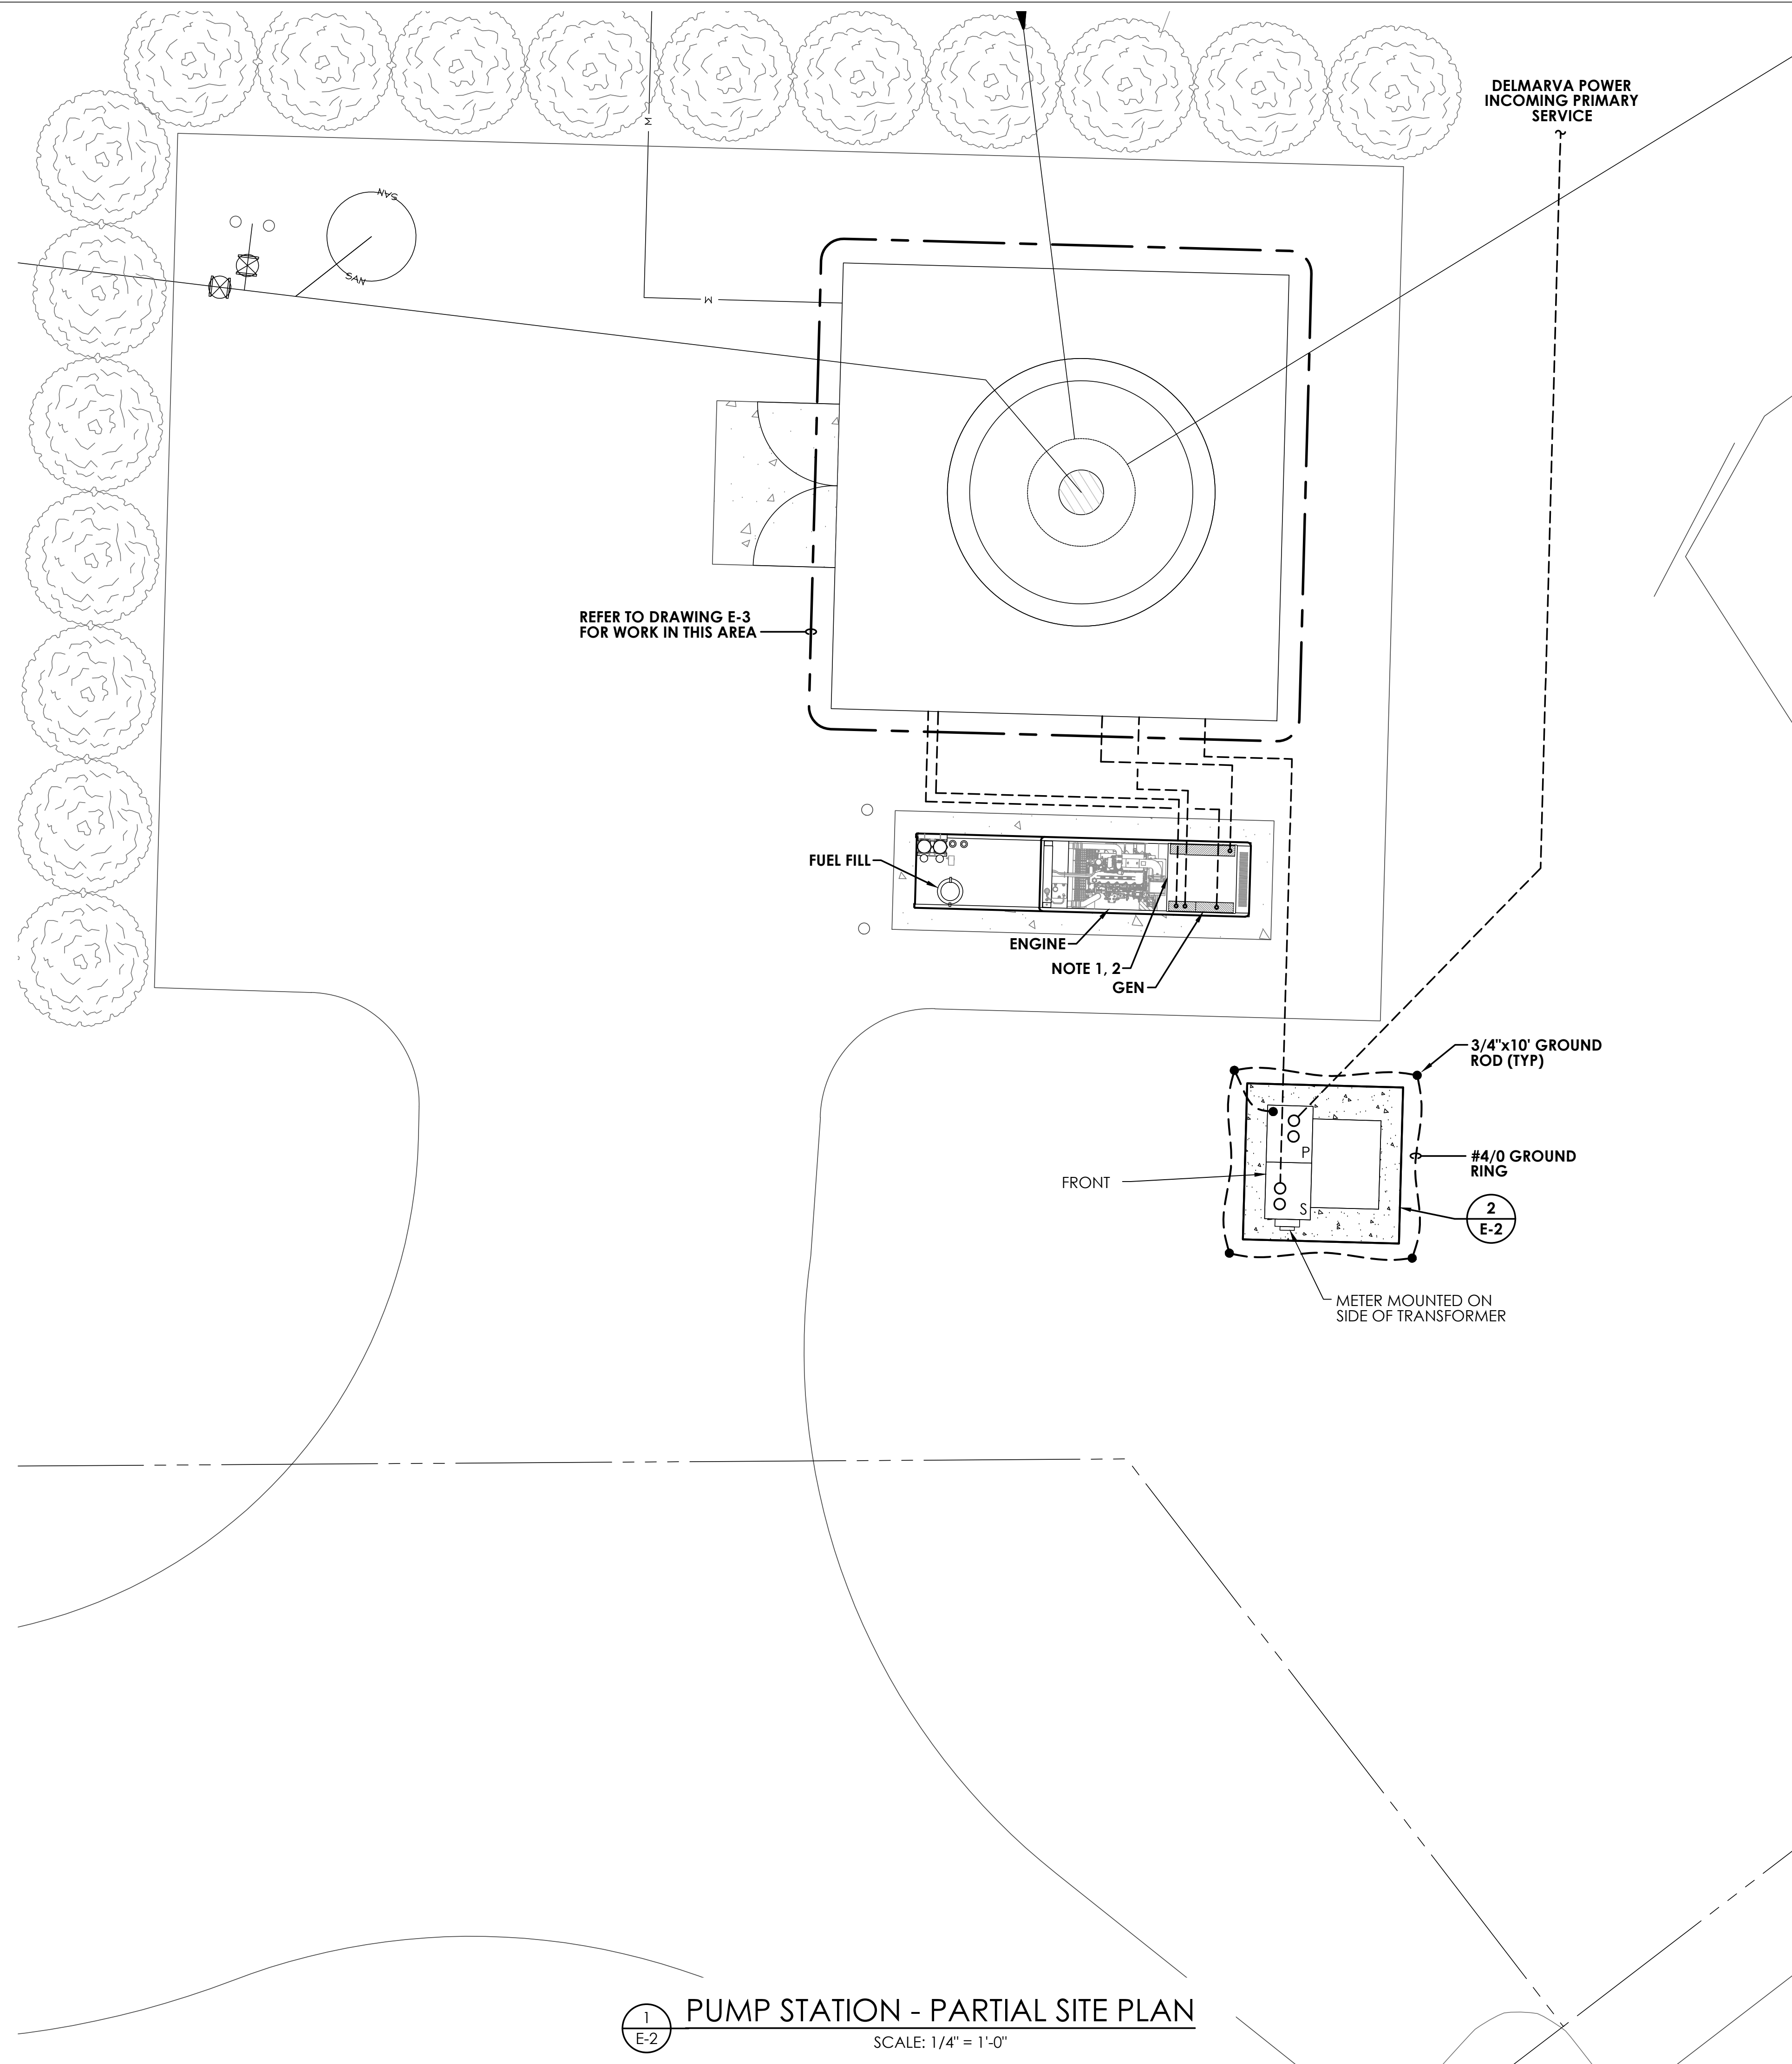 DELMARVA POWER
INCOMING PRIMARY
SERVICE
W
SAN
SAN
W
REFER TO DRAWING E-3
FOR WORK IN THIS AREA
FUEL FILL
ENGINE
NOTE 1, 2
GEN
3/4"x10' GROUND
ROD (TYP)
P
#4/0 GROUND
RING
FRONT
S
2
E-2
METER MOUNTED ON
SIDE OF TRANSFORMER
1
E-2
PUMP STATION - PARTIAL SITE PLAN
SCALE: 1/4" = 1'-0"